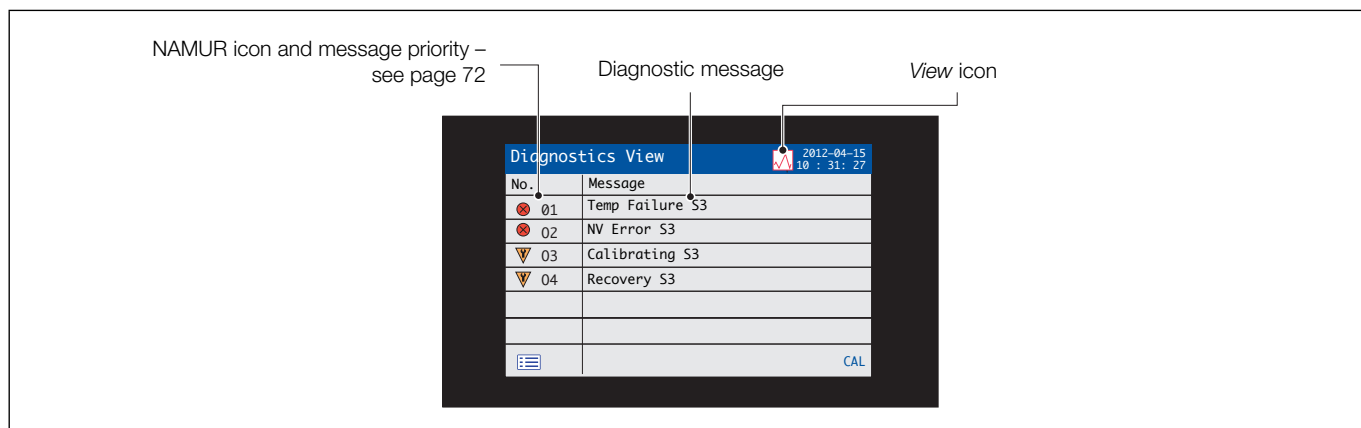 NAMUR icon and message priority –
see page 72
Diagnostic message
View icon
Diagnostics View
2012–04–15
10 : 31: 27
No. Message
01 Temp Failure S3
02 NV Error S3
03 Calibrating S3
04 Recovery S3
CAL